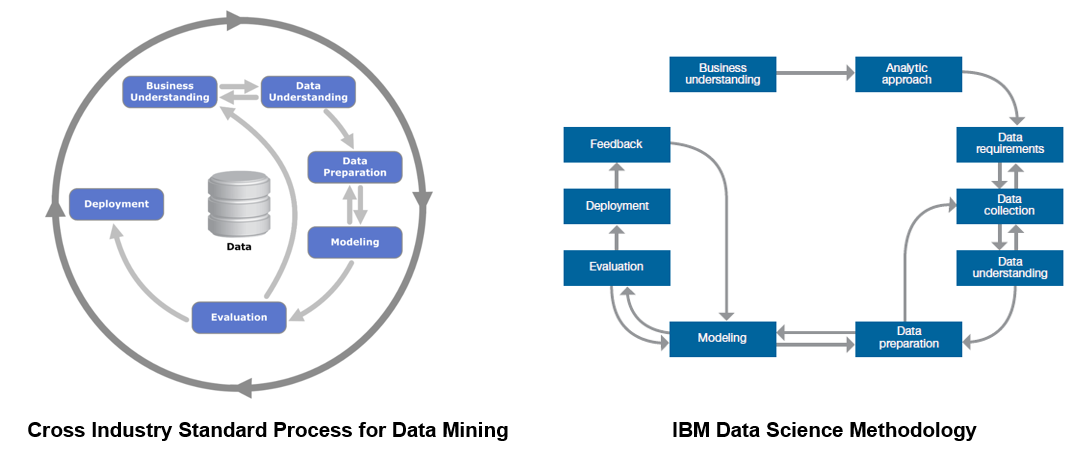 Business
Understanding
Data
Understanding
Data
Preparation
Modeling
Evaluation
Deployment
Data
Cross Industry Standard Process for Data Mining
Business
understanding
Analytic
approach
Data
requirements
Data
collection
Data
understanding
Data
preparation
Modeling
Evaluation
Deployment
Feedback
IBM Data Science Methodology